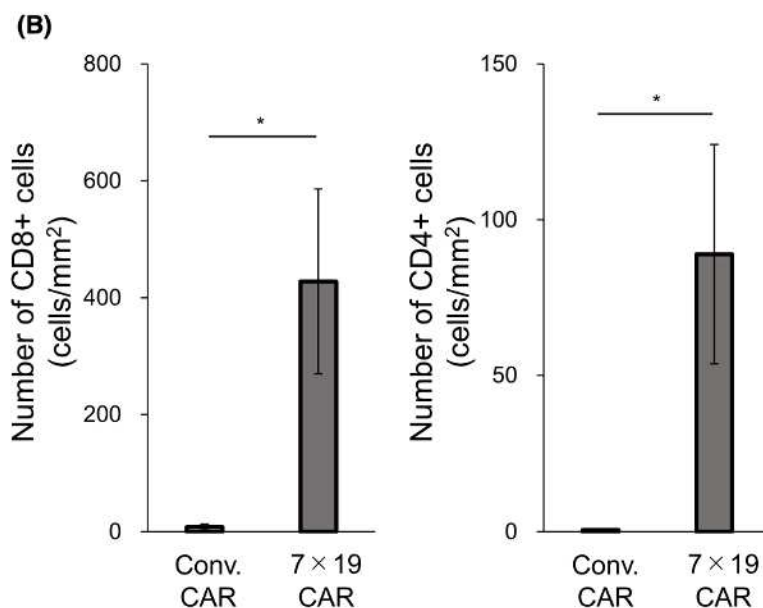 (B)
Number of CD8+ cells
(cells/mm²)
800
600
400
200
0
*
Conv.
CAR
7 × 19
CAR
Number of CD4+ cells
(cells/mm²)
150
100
50
0
*
Conv.
CAR
7 × 19
CAR